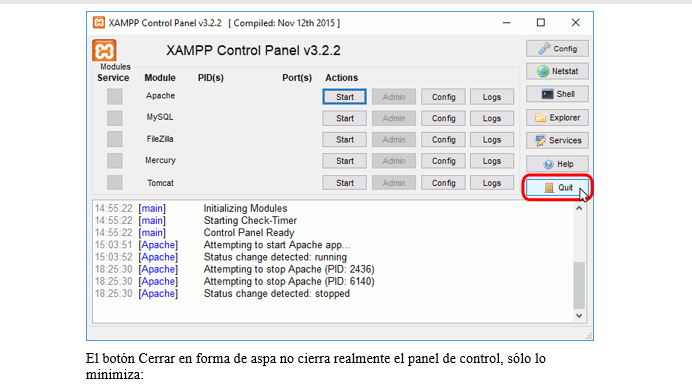 XAMPP Control Panel v3.2.2 [ Compiled: Nov 12th 2015 ]
XAMPP Control Panel v3.2.2
Config
Modules
Service Module PID(s) Port(s) Actions
Netstat
Apache Start Admin Config Logs
Shell
MySQL Start Admin Config Logs
Explorer
FileZilla Start Admin Config Logs
Services
Mercury Start Admin Config Logs
Help
Tomcat Start Admin Config Logs
Quit
14:55:22 [main] Initializing Modules
14:55:22 [main] Starting Check-Timer
14:55:22 [main] Control Panel Ready
15:03:51 [Apache] Attempting to start Apache app...
15:03:52 [Apache] Status change detected: running
18:25:30 [Apache] Attempting to stop Apache (PID: 2436)
18:25:30 [Apache] Attempting to stop Apache (PID: 6140)
18:25:30 [Apache] Status change detected: stopped
El botón Cerrar en forma de aspa no cierra realmente el panel de control, sólo lo
minimiza: